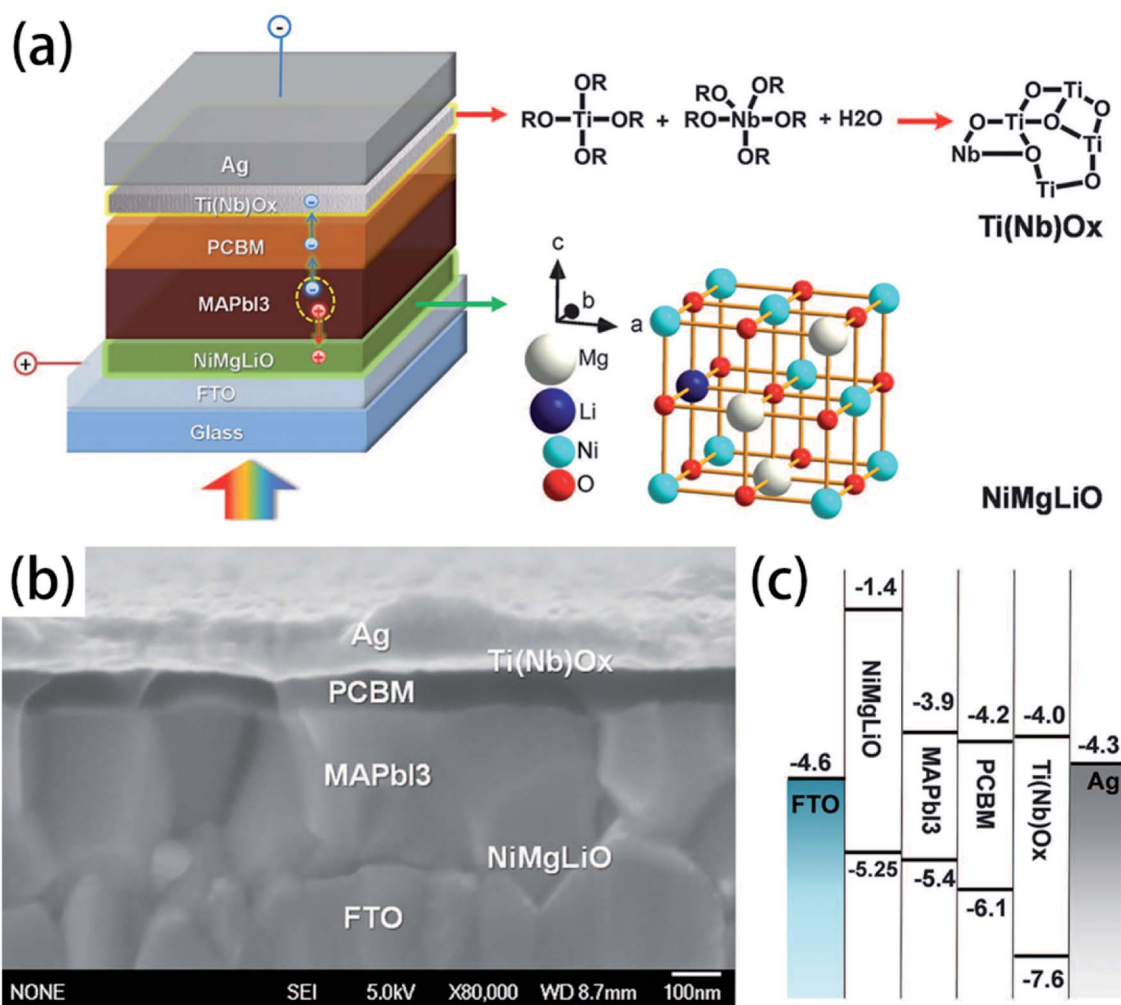 (a)
-
Ag
Ti(Nb)Ox
-
PCBM
-
MAPbI3
-
+
NiMgLiO
+
+
FTO
Glass
OR
RO-Ti-OR
OR
+
RO OR
RO-Nb-OR
OR
+ H2O
O Ti
O Ti O O
Nb O Ti
Ti O
Ti(Nb)Ox
c
b
a
Mg
Li
Ni
O
NiMgLiO
(b)
Ag
Ti(Nb)Ox
PCBM
MAPbI3
NiMgLiO
FTO
NONE SEI 5.0kV X80,000 WD 8.7mm 100nm
(c)
-1.4
NiMgLiO
-5.25
-3.9
MAPbI3
-5.4
-4.2
PCBM
-6.1
-4.0
Ti(Nb)Ox
-7.6
-4.6
FTO
-4.3
Ag